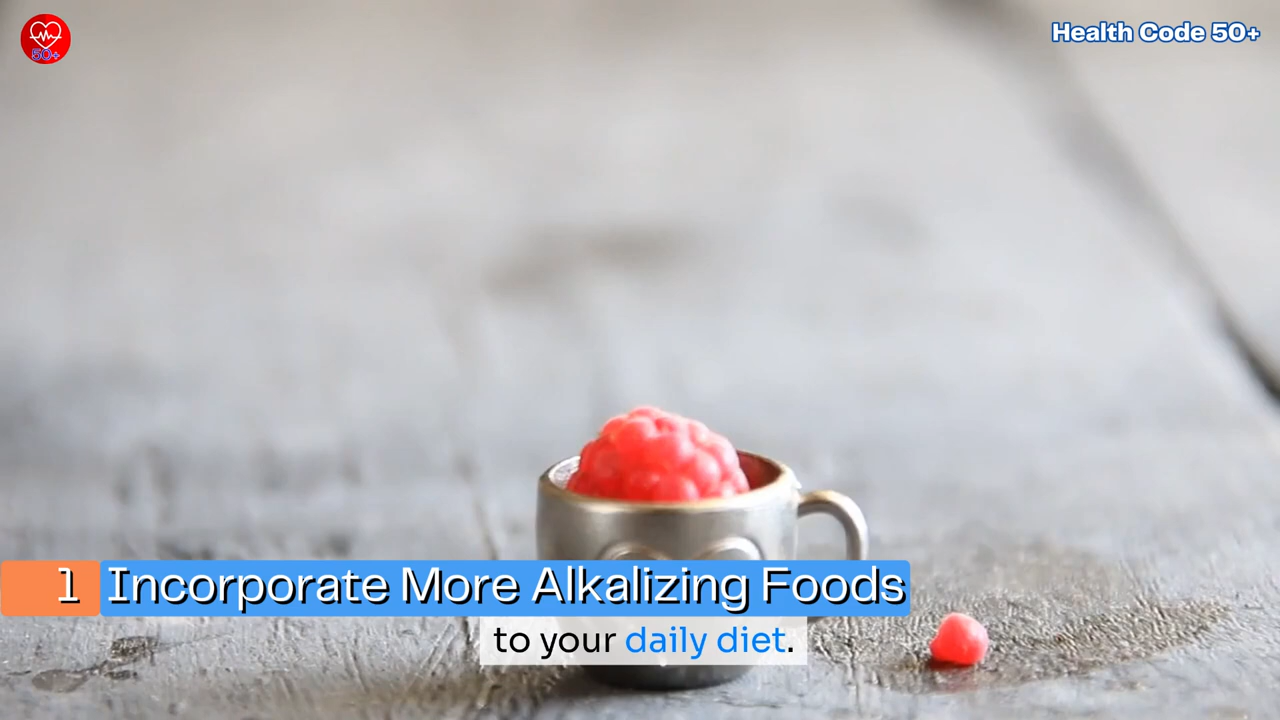 50+
Health Code 50+
1 Incorporate More Alkalizing Foods
to your daily diet.